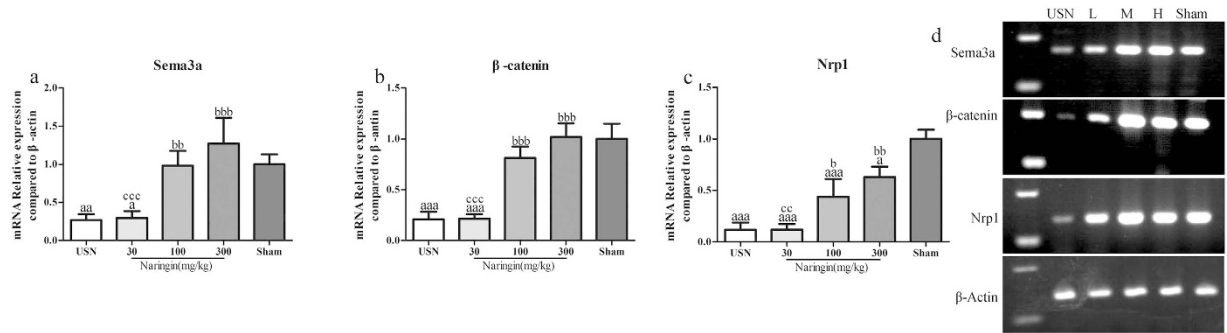 a
Sema3a
mRNA Relative expression
compared to β -actin
2.0
1.5
1.0
0.5
0.0
aa
ccc
a
bb
bbb
USN
30
100
300
Sham
Naringin(mg/kg)
b
β -catenin
mRNA Relative expression
compared to β -antin
1.5
1.0
0.5
0.0
aaa
ccc
aaa
bbb
bbb
USN
30
100
300
Sham
Naringin(mg/kg)
c
Nrp1
mRNA Relative expression
compared to β -actin
1.5
1.0
0.5
0.0
aaa
cc
aaa
b
aaa
bb
a
USN
30
100
300
Sham
Naringin(mg/kg)
d
USN L M H Sham
Sema3a
β-catenin
Nrp1
β-Actin